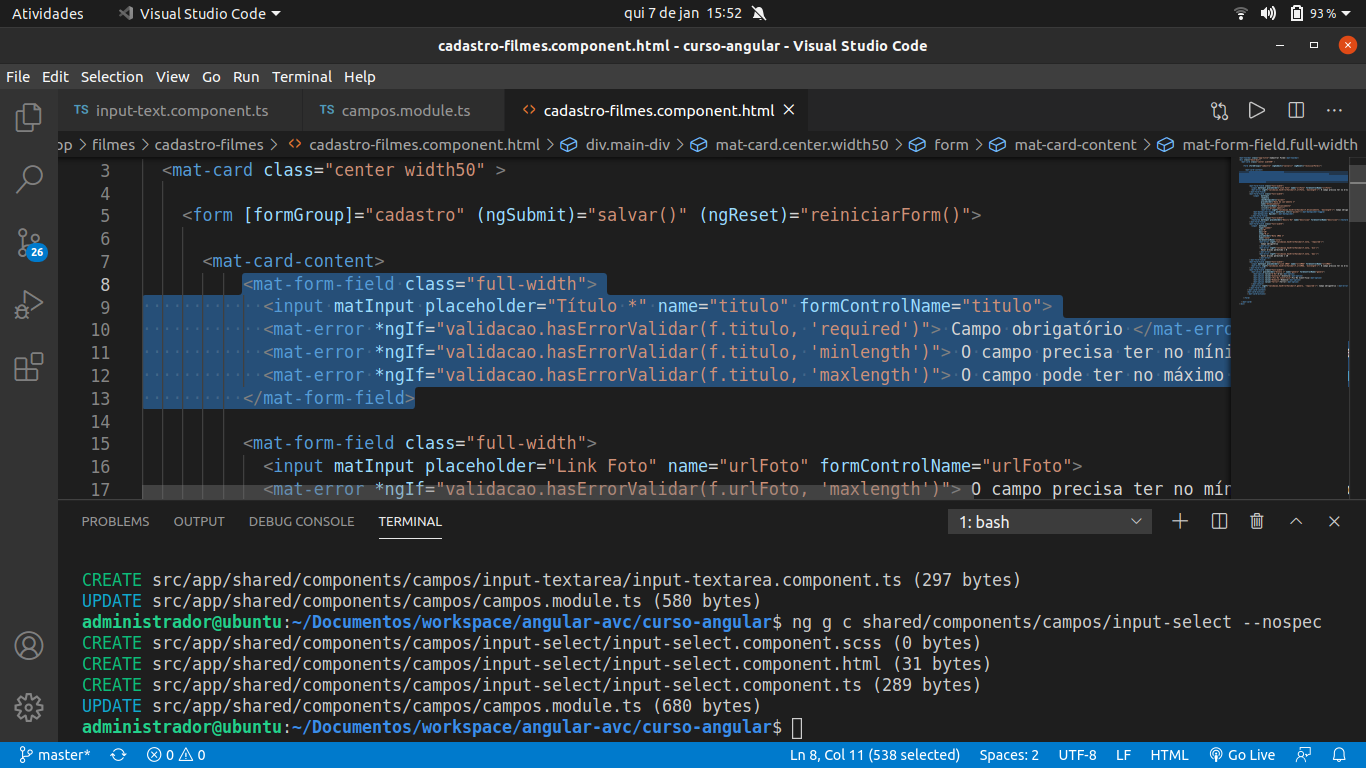 Atividades Visual Studio Code qui 7 de jan 15:52 93 %
cadastro-filmes.component.html - curso-angular - Visual Studio Code
File Edit Selection View Go Run Terminal Help
TS input-text.component.ts TS campos.module.ts <> cadastro-filmes.component.html
pp > filmes > cadastro-filmes > <> cadastro-filmes.component.html > div.main-div > mat-card.center.width50 > form > mat-card-content > mat-form-field.full-width
3 <mat-card class="center width50" >
4
5 <form [formGroup]="cadastro" (ngSubmit)="salvar()" (ngReset)="reiniciarForm()">
6
7 <mat-card-content>
8 <mat-form-field class="full-width">
9 <input matInput placeholder="Título *" name="titulo" formControlName="titulo">
10 <mat-error *ngIf="validacao.hasErrorValidar(f.titulo, 'required')"> Campo obrigatório </mat-erro
11 <mat-error *ngIf="validacao.hasErrorValidar(f.titulo, 'minlength')"> O campo precisa ter no míni
12 <mat-error *ngIf="validacao.hasErrorValidar(f.titulo, 'maxlength')"> O campo pode ter no máximo
13 </mat-form-field>
14
15 <mat-form-field class="full-width">
16 <input matInput placeholder="Link Foto" name="urlFoto" formControlName="urlFoto">
17 <mat-error *ngIf="validacao.hasErrorValidar(f.urlFoto, 'maxlength')"> O campo precisa ter no mín
26
PROBLEMS OUTPUT DEBUG CONSOLE TERMINAL 1: bash
CREATE src/app/shared/components/campos/input-textarea/input-textarea.component.ts (297 bytes)
UPDATE src/app/shared/components/campos/campos.module.ts (580 bytes)
administrador@ubuntu:~/Documentos/workspace/angular-avc/curso-angular$ ng g c shared/components/campos/input-select --nospec
CREATE src/app/shared/components/campos/input-select/input-select.component.scss (0 bytes)
CREATE src/app/shared/components/campos/input-select/input-select.component.html (31 bytes)
CREATE src/app/shared/components/campos/input-select/input-select.component.ts (289 bytes)
UPDATE src/app/shared/components/campos/campos.module.ts (680 bytes)
administrador@ubuntu:~/Documentos/workspace/angular-avc/curso-angular$
master* 0 0 Ln 8, Col 11 (538 selected) Spaces: 2 UTF-8 LF HTML Go Live